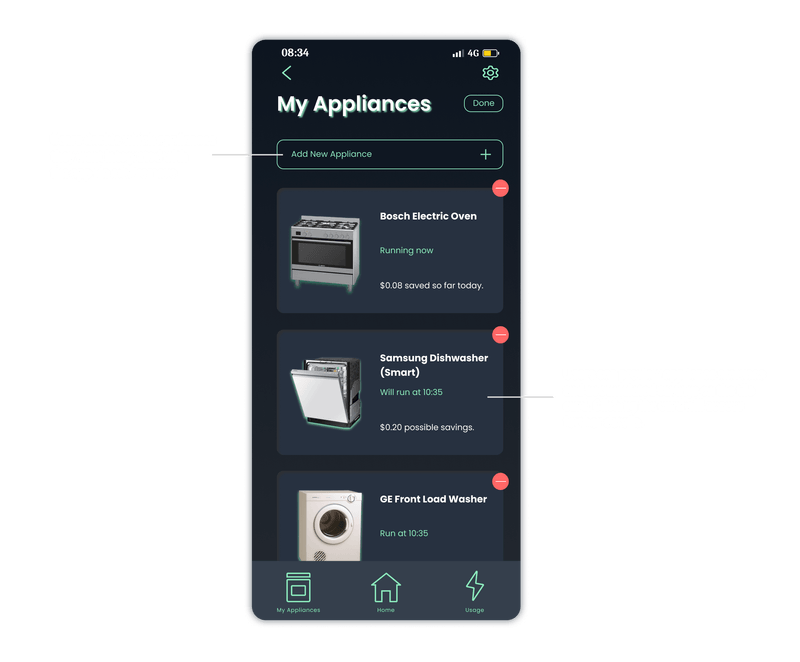 08:34
4G
My Appliances
Done
Add New Appliance
Bosch Electric Oven
Running now
$0.08 saved so far today.
Samsung Dishwasher
(Smart)
Will run at 10:35
$0.20 possible savings.
GE Front Load Washer
Run at 10:35
My Appliances
Home
Usage